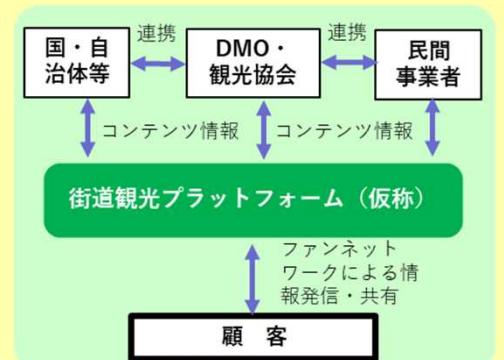 国・自
治体等
連携
DMO・
観光協会
連携
民間
事業者
コンテンツ情報
コンテンツ情報
街道観光プラットフォーム（仮称）
ファンネット
ワークによる情
報発信・共有
顧　客